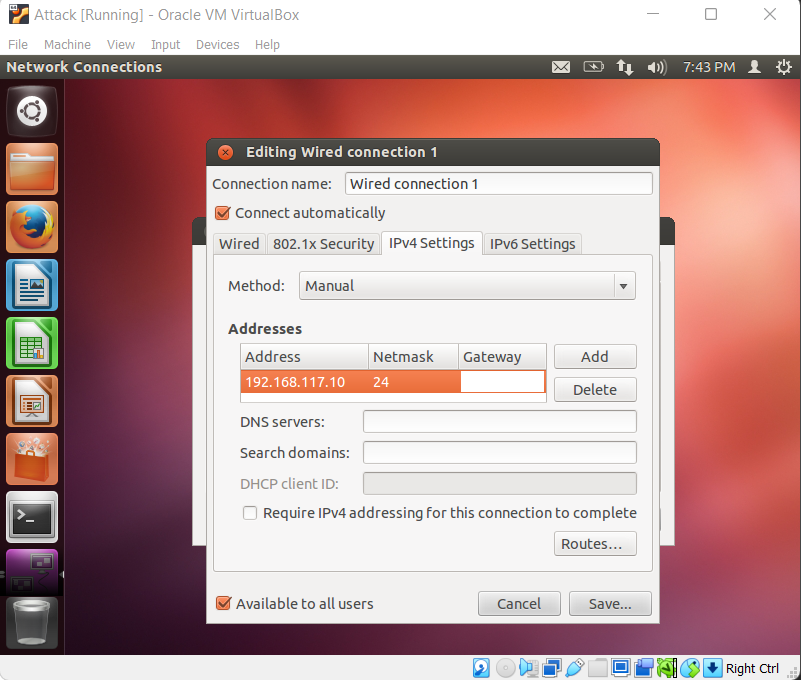 Attack [Running] - Oracle VM VirtualBox
File Machine View Input Devices Help
Network Connections 7:43 PM
Editing Wired connection 1
Connection name: Wired connection 1
Connect automatically
Wired 802.1x Security IPv4 Settings IPv6 Settings
Method: Manual
Addresses
Address Netmask Gateway Add
192.168.117.10 24
Delete
DNS servers:
Search domains:
DHCP client ID:
Require IPv4 addressing for this connection to complete
Routes...
Available to all users Cancel Save...
Right Ctrl